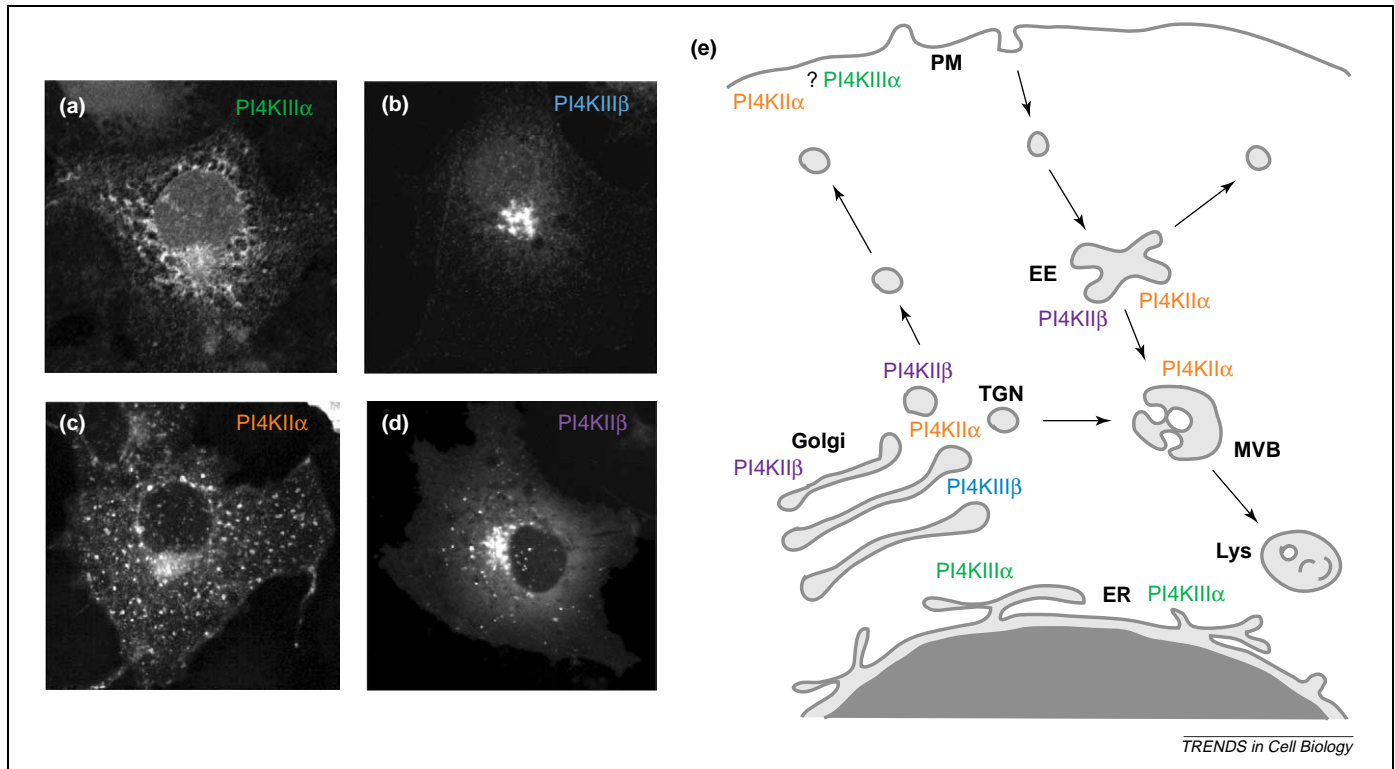 (a) PI4KIIIα
(b) PI4KIIIβ
(c) PI4KIIα
(d) PI4KIIβ
(e)
PM
? PI4KIIIα
PI4KIIα
EE
PI4KIIα
PI4KIIβ
PI4KIIβ
TGN
PI4KIIα
PI4KIIα
Golgi
MVB
PI4KIIβ
PI4KIIIβ
Lys
PI4KIIIα
ER
PI4KIIIα
TRENDS in Cell Biology